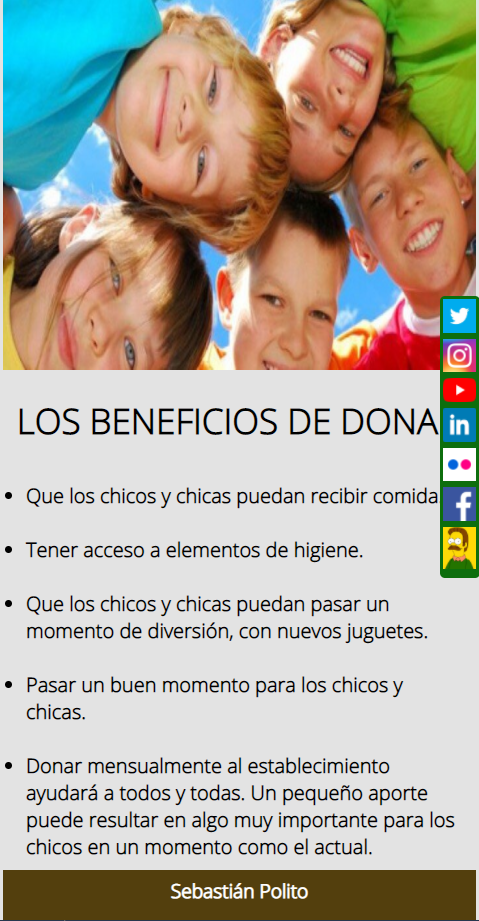 LOS BENEFICIOS DE DONA
Que los chicos y chicas puedan recibir comida
Tener acceso a elementos de higiene.
Que los chicos y chicas puedan pasar un
momento de diversión, con nuevos juguetes.
Pasar un buen momento para los chicos y
chicas.
Donar mensualmente al establecimiento
ayudará a todos y todas. Un pequeño aporte
puede resultar en algo muy importante para los
chicos en un momento como el actual.
Sebastián Polito
in
f